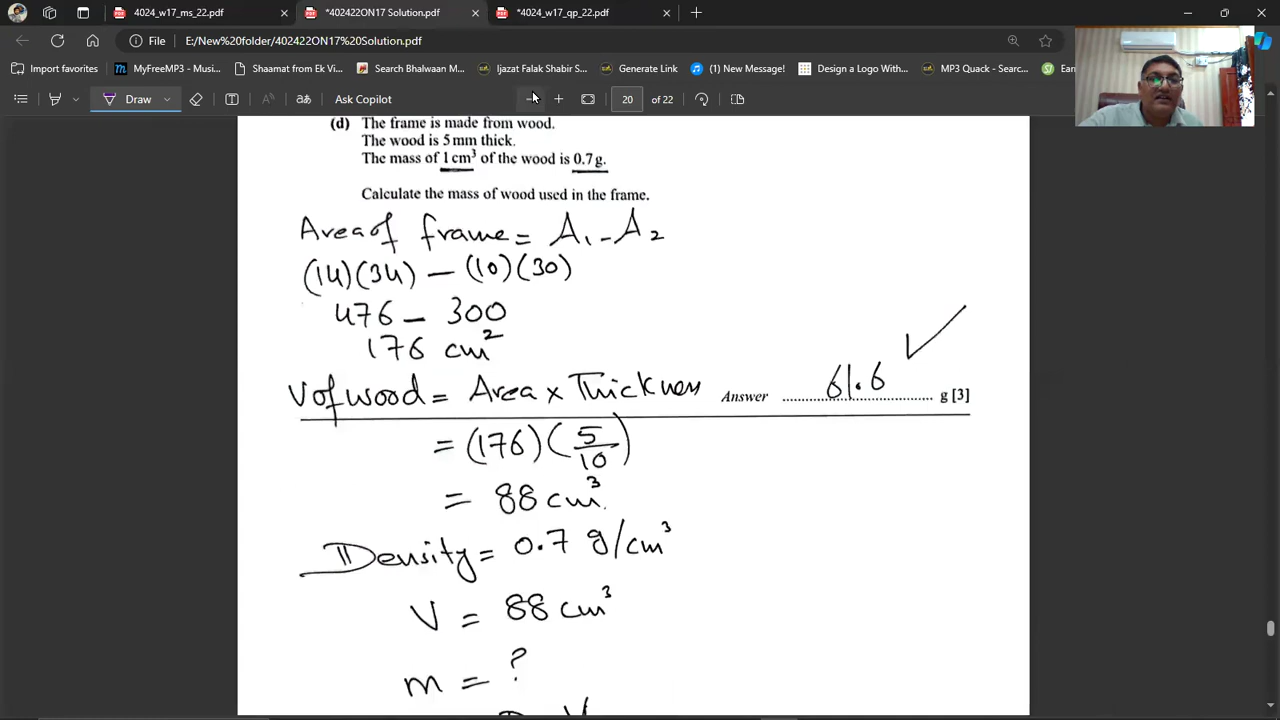 4024_w17_ms_22.pdf
*402422ON17 Solution.pdf
*4024_w17_qp_22.pdf
File
E:/New%20folder/402422ON17%20Solution.pdf
Import favorites
MyFreeMP3 - Musi...
Shaamat from Ek Vi...
Search Bhalwaan M...
Ijazat Falak Shabir S...
Generate Link
(1) New Message!
Design a Logo With...
MP3 Quack - Searc...
Ear
Draw
Ask Copilot
20 of 22
(d) The frame is made from wood.
The wood is 5 mm thick.
The mass of 1 cm³ of the wood is 0.7 g.
Calculate the mass of wood used in the frame.
Area of frame = A₁ - A₂
(14)(34) - (10)(30)
476 - 300
176 cm²
V of wood = Area x Thickness
Answer 61.6 g [3]
= (176)(5/10)
= 88 cm³.
Density = 0.7 g/cm³
V = 88 cm³
m = ?